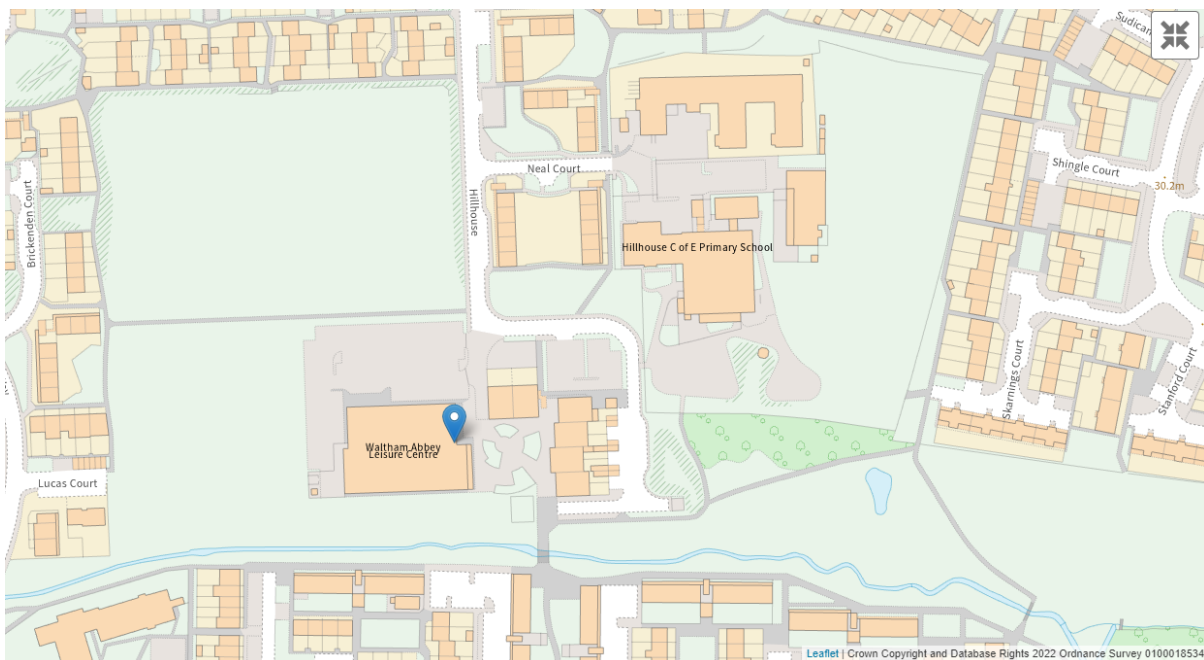 Sudican
Neal Court
Shingle Court
30.2m
Brickenden Court
Hillhouse
Hillhouse C of E Primary School
Skarnings Court
Stanford Court
Waltham Abbey
Leisure Centre
Lucas Court
Leaflet | Crown Copyright and Database Rights 2022 Ordnance Survey 0100018534